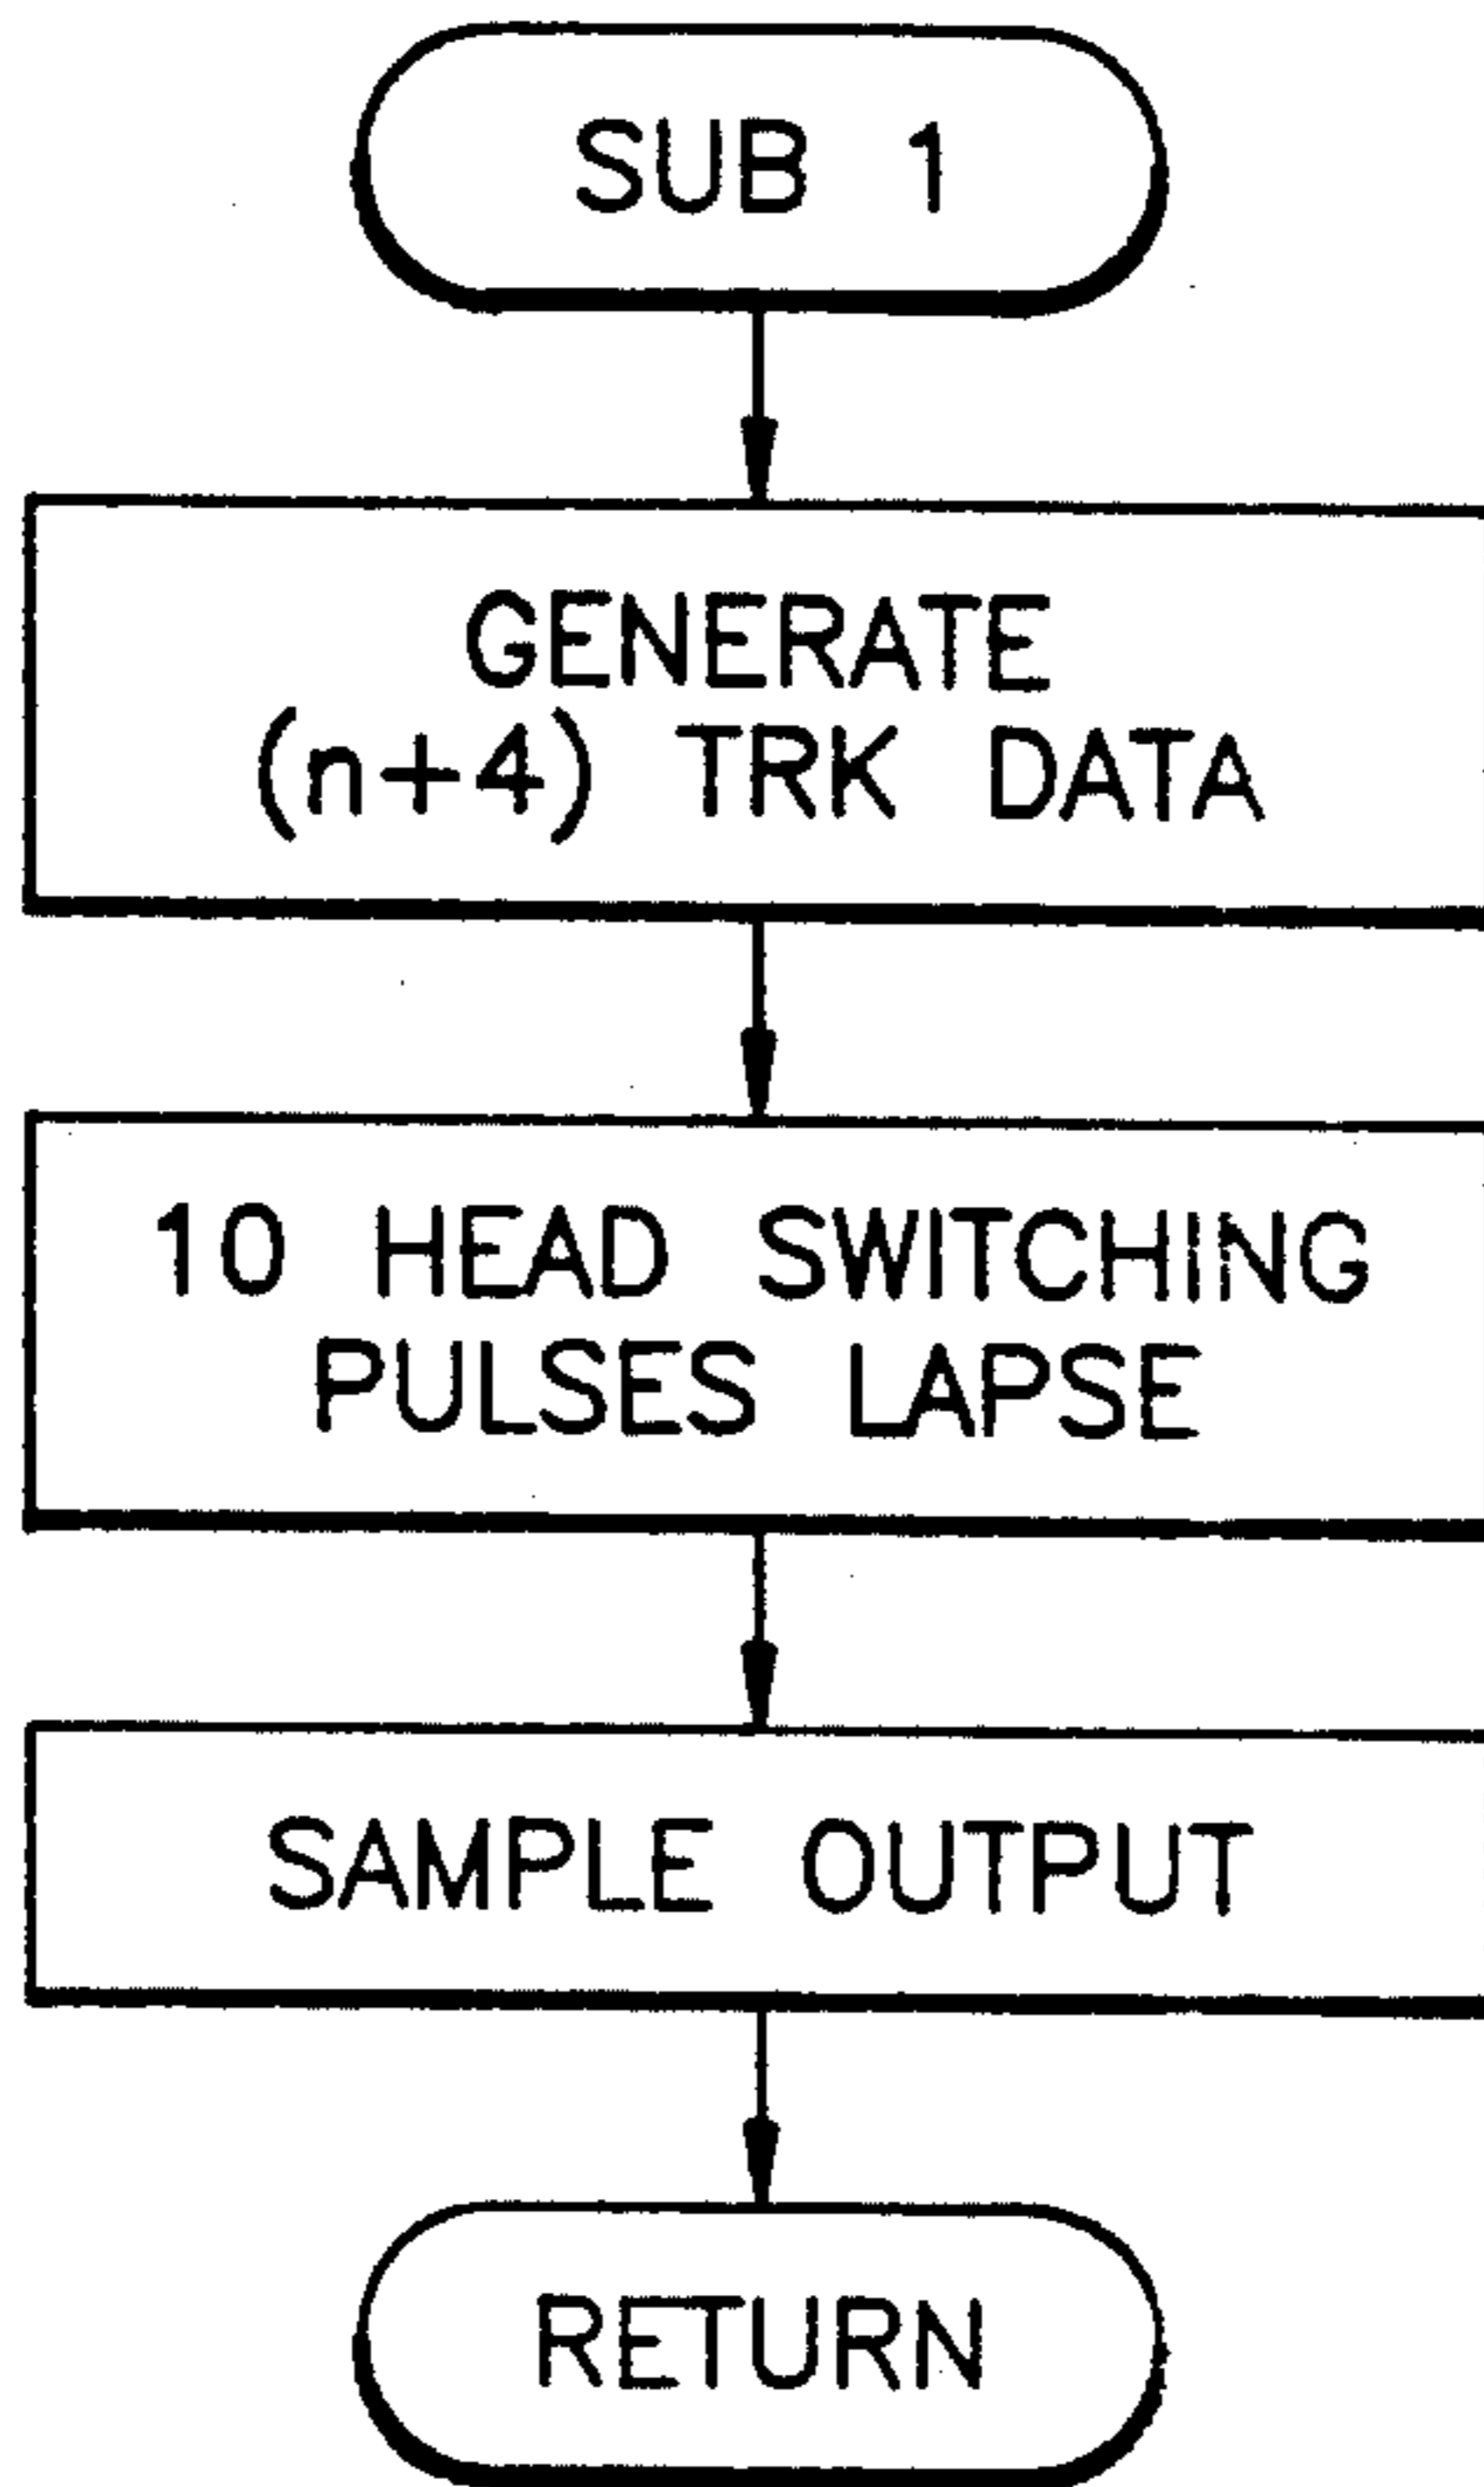 SUB 1
GENERATE
(n+4) TRK DATA
10 HEAD SWITCHING
PULSES LAPSE
SAMPLE OUTPUT
RETURN